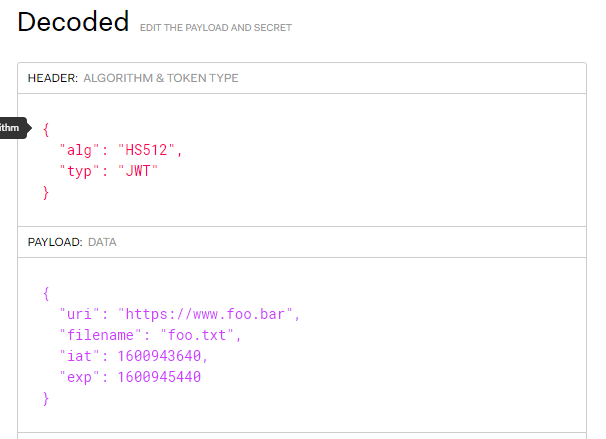 Decoded EDIT THE PAYLOAD AND SECRET
HEADER: ALGORITHM & TOKEN TYPE
ithm
{
"alg": "HS512",
"typ": "JWT"
}
PAYLOAD: DATA
{
"uri": "https://www.foo.bar",
"filename": "foo.txt",
"iat": 1600943640,
"exp": 1600945440
}